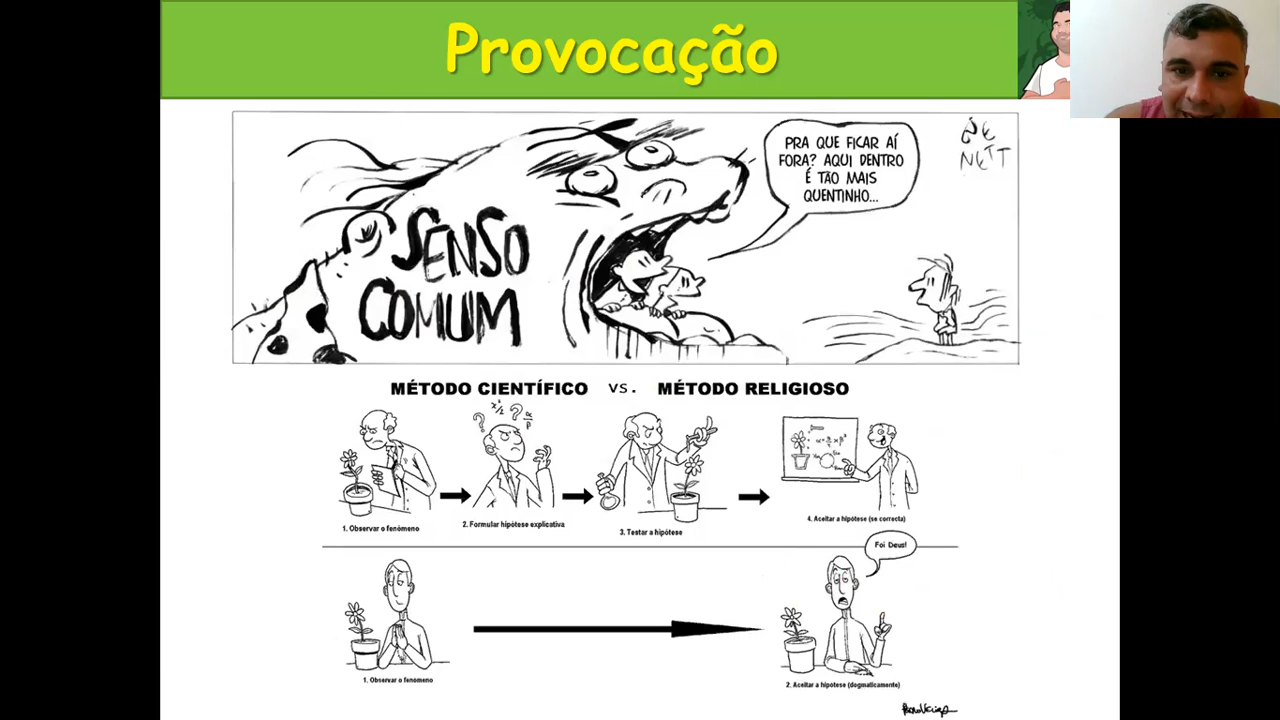 Provocação
PRA QUE FICAR AÍ
FORA? AQUI DENTRO
É TÃO MAIS
QUENTINHO...
NE
NETT
SENSO
COMUM
MÉTODO CIENTÍFICO vs. MÉTODO RELIGIOSO
1. Observar o fenómeno
2. Formular hipótese explicativa
3. Testar a hipótese
4. Aceitar a hipótese (se correcta)
Foi Deus!
1. Observar o fenómeno
2. Aceitar a hipótese (dogmaticamente)